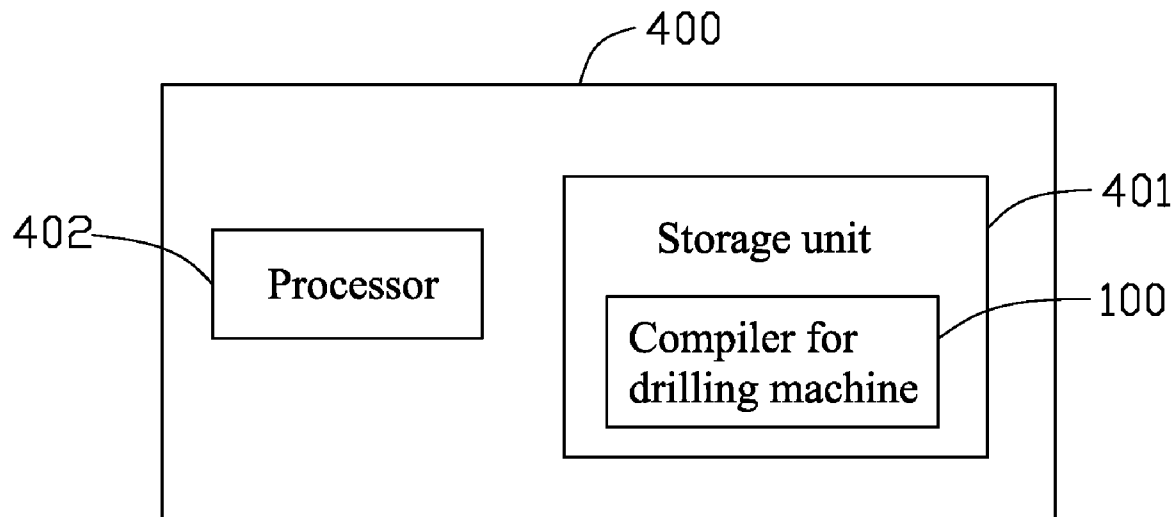 400
401
402
Storage unit
Processor
100
Compiler for
drilling machine